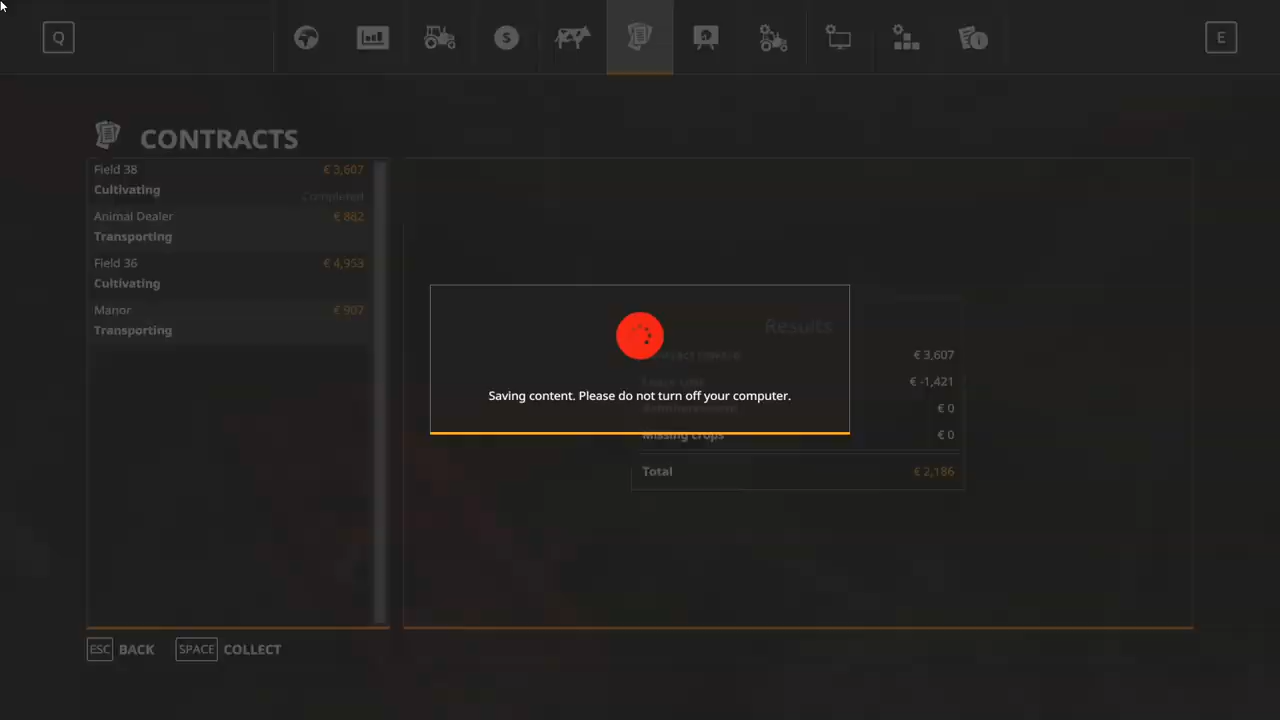 Q
E
CONTRACTS
Field 38 € 3,607
Cultivating
Completed
Animal Dealer € 882
Transporting
Field 36 € 4,953
Cultivating
Manor € 907
Transporting
Results
€ 3,607
€ -1,421
€ 0
Saving content. Please do not turn off your computer.
Missing crops € 0
Total € 2,186
ESC BACK SPACE COLLECT